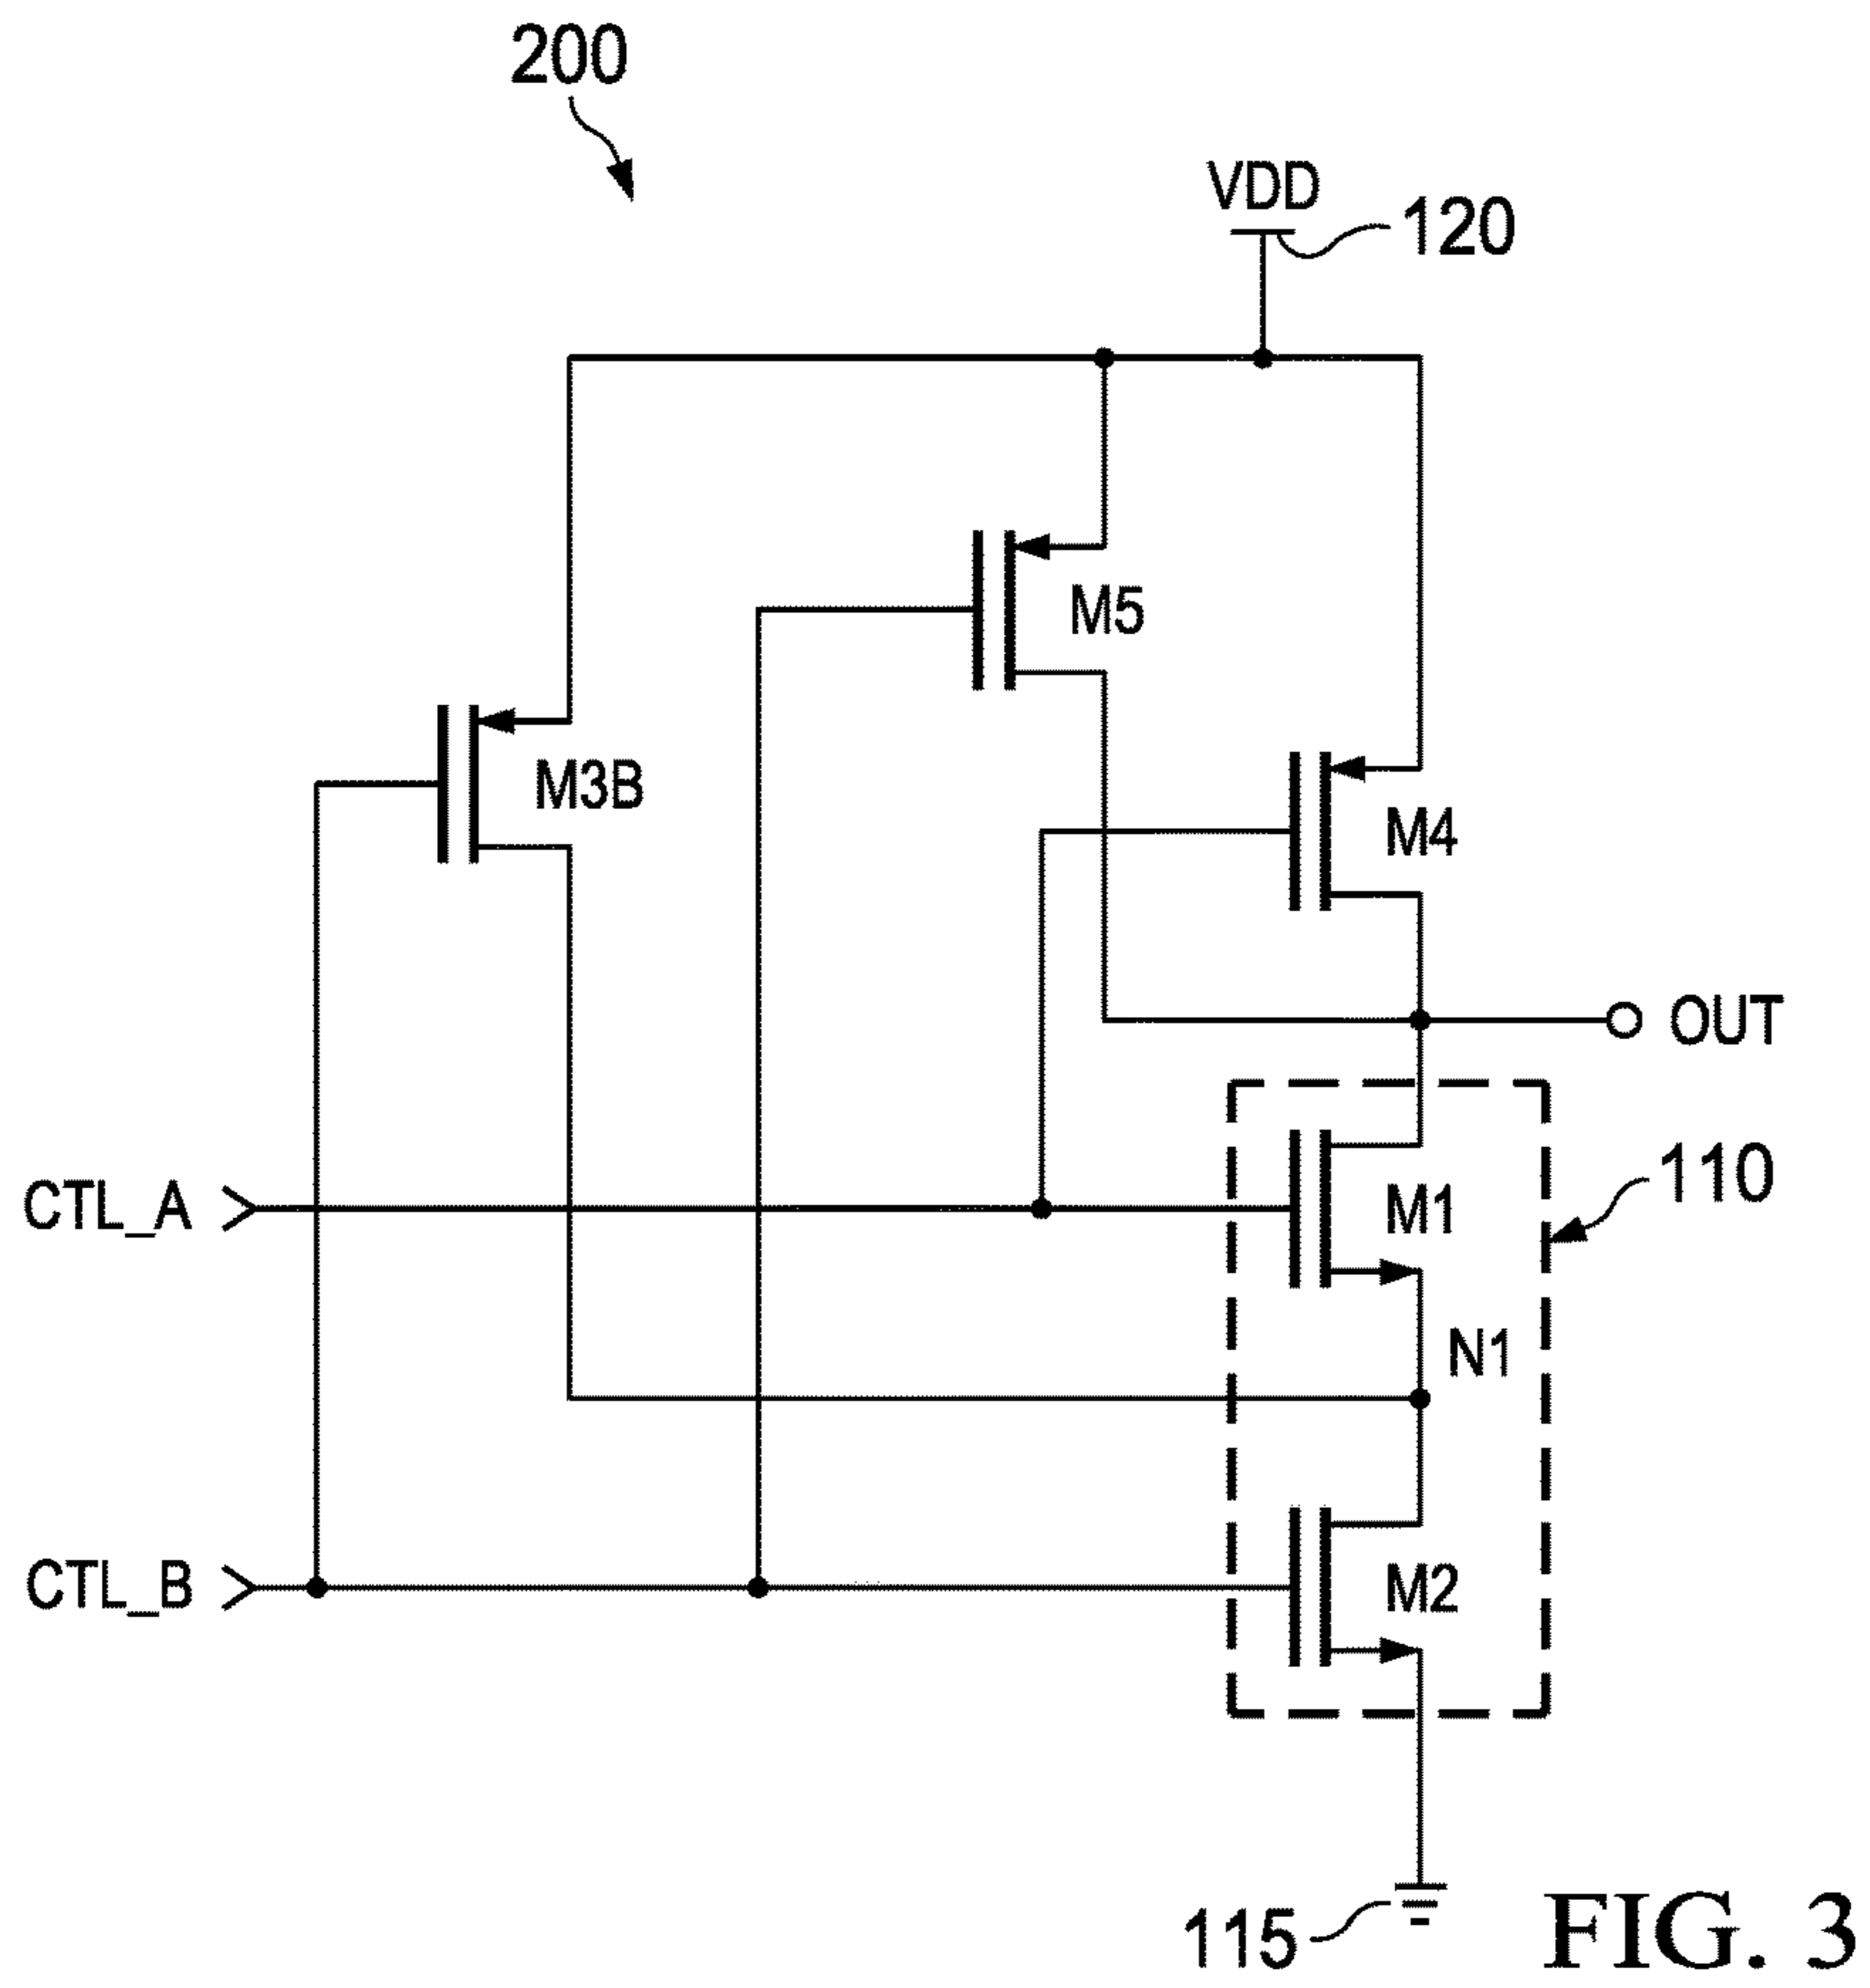 200
VDD
120
M5
M3B
M4
OUT
CTL_A
M1
110
N1
CTL_B
M2
115
FIG. 3